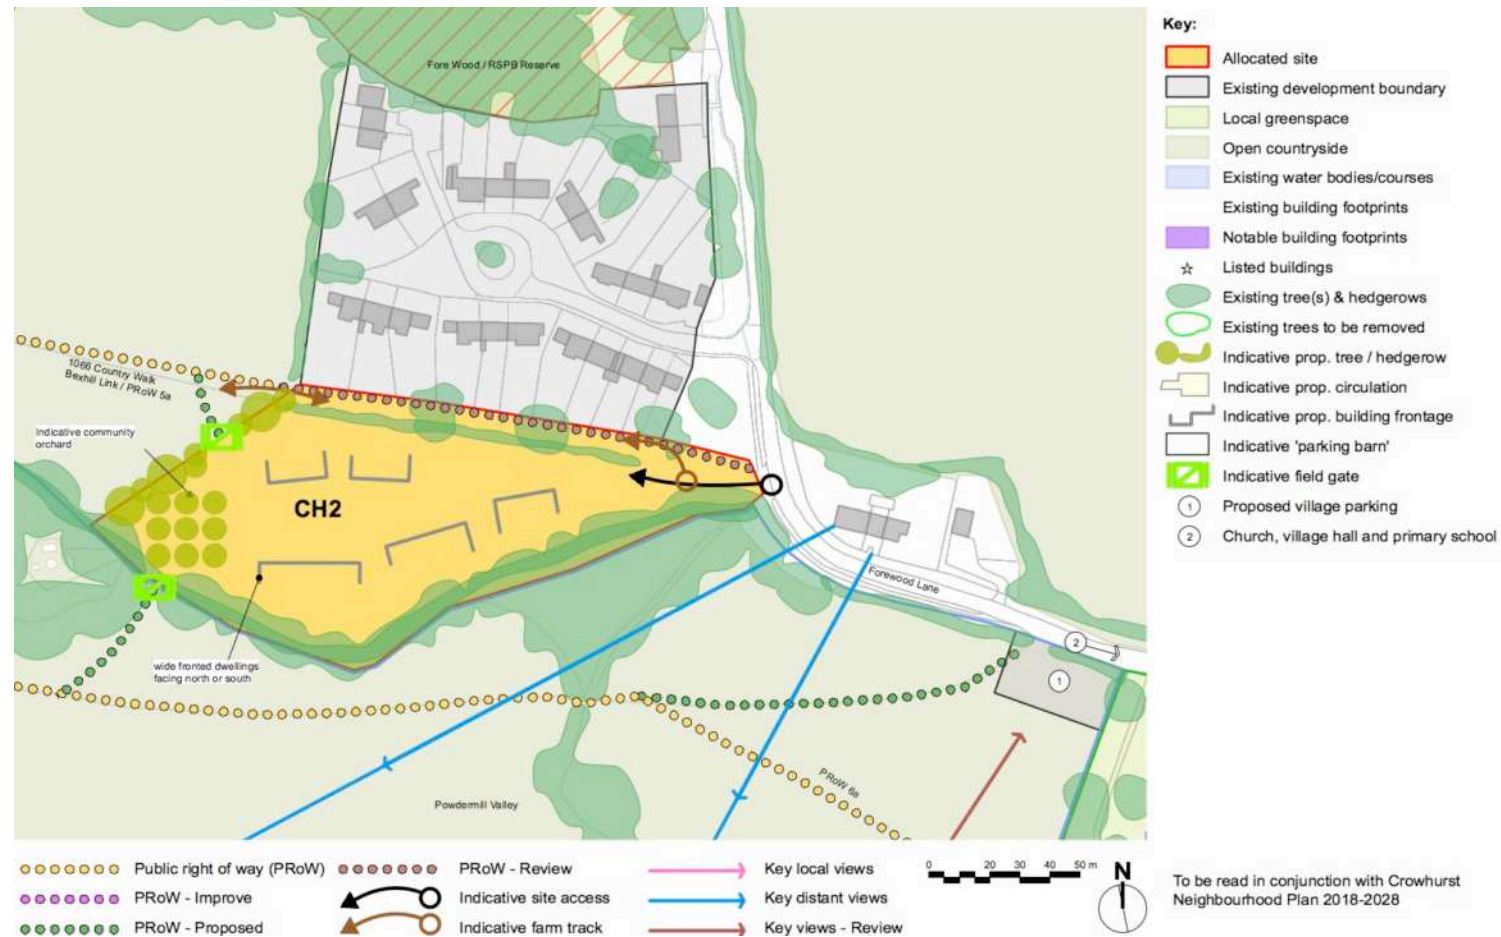 Fore Wood / RSPB Reserve
1066 Country Walk
Bexhill Link / PRoW 5a
Indicative community
orchard
CH2
wide fronted dwellings
facing north or south
Forewood Lane
2
1
PRoW 6a
Powdermill Valley
Key:
Allocated site
Existing development boundary
Local greenspace
Open countryside
Existing water bodies/courses
Existing building footprints
Notable building footprints
Listed buildings
Existing tree(s) & hedgerows
Existing trees to be removed
Indicative prop. tree / hedgerow
Indicative prop. circulation
Indicative prop. building frontage
Indicative 'parking barn'
Indicative field gate
1 Proposed village parking
2 Church, village hall and primary school
Public right of way (PRoW)
PRoW - Improve
PRoW - Proposed
PRoW - Review
Indicative site access
Indicative farm track
Key local views
Key distant views
Key views - Review
0 20 30 40 50 m
N
To be read in conjunction with Crowhurst
Neighbourhood Plan 2018-2028